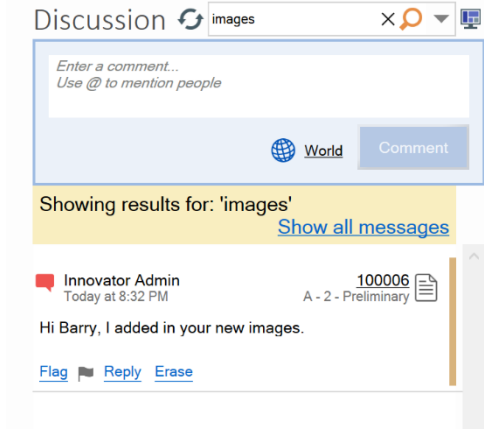 Discussion images
Enter a comment...
Use @ to mention people
World Comment
Showing results for: 'images'
Show all messages
Innovator Admin 100006
Today at 8:32 PM A - 2 - Preliminary
Hi Barry, I added in your new images.
Flag Reply Erase